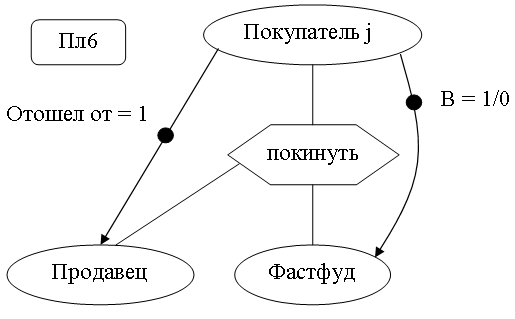 Пл6
Покупатель j
Отошел от = 1
В = 1/0
покинуть
Продавец
Фастфуд